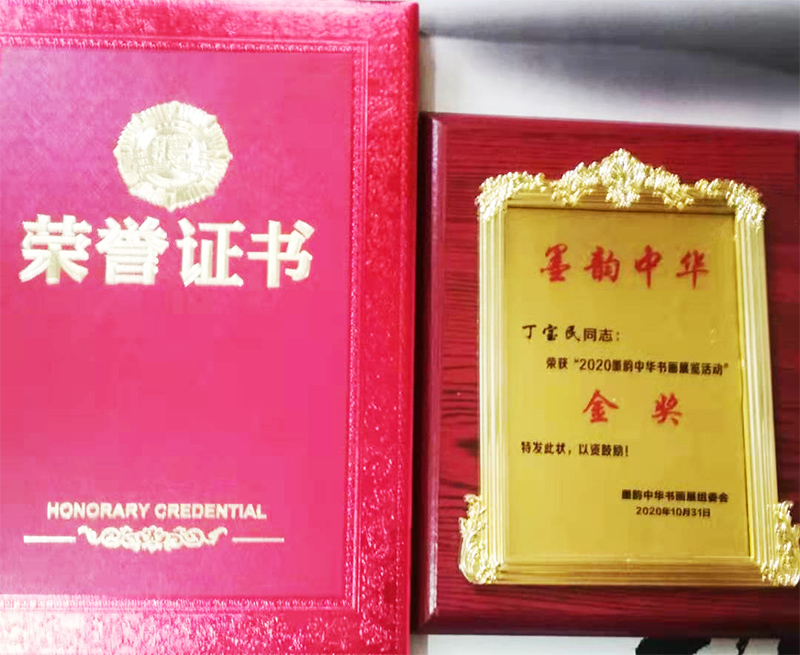 荣誉证书
HONORARY CREDENTIAL
墨韵中华
丁宝民同志：
荣获“2020墨韵中华书画展览活动”
金奖
特发此状，以资鼓励！
墨韵中华书画展组委会
2020年10月31日